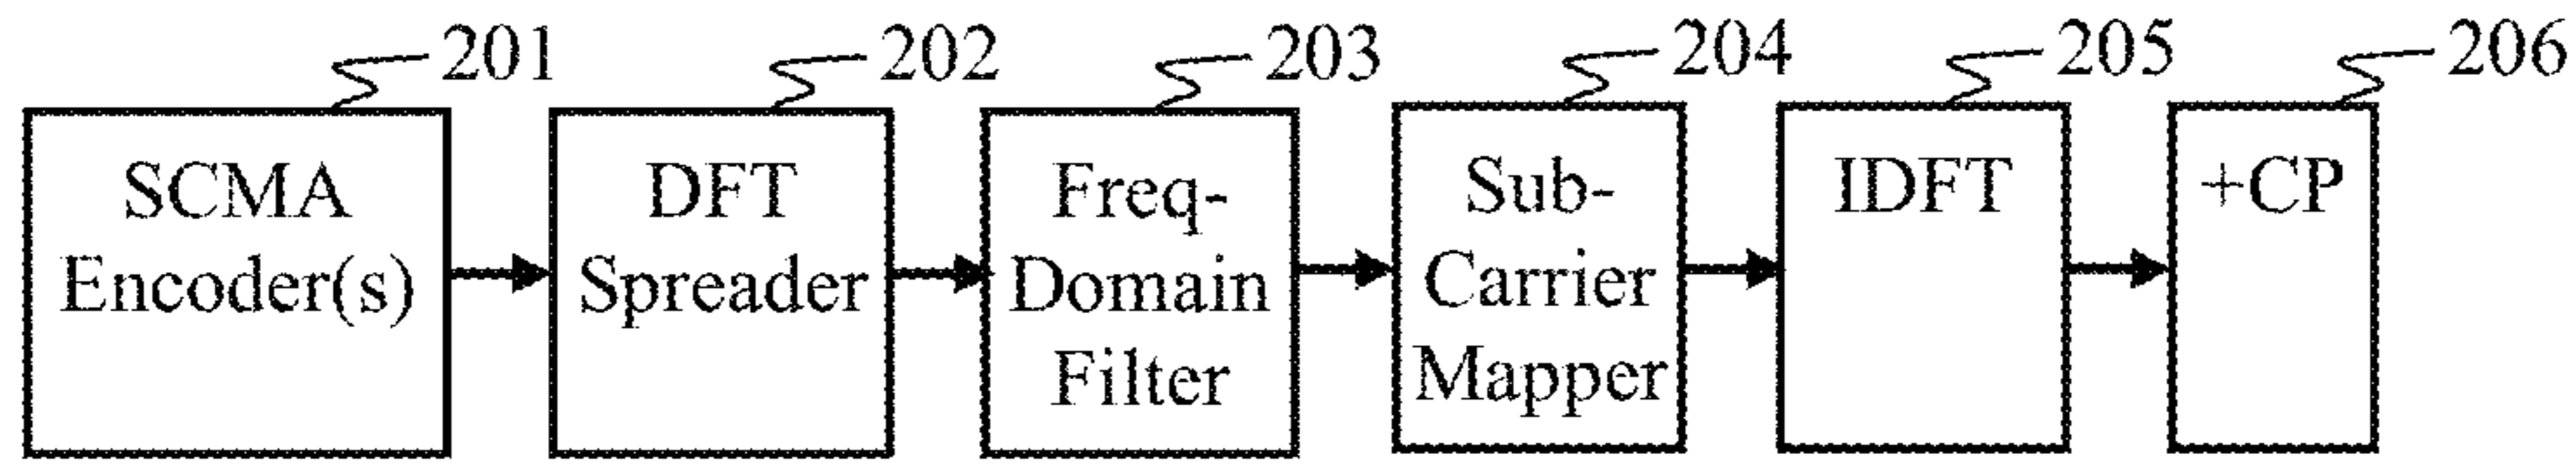 201
202
203
204
205
206
SCMA
Encoder(s)
DFT
Spreader
Freq-
Domain
Filter
Sub-
Carrier
Mapper
IDFT
+CP